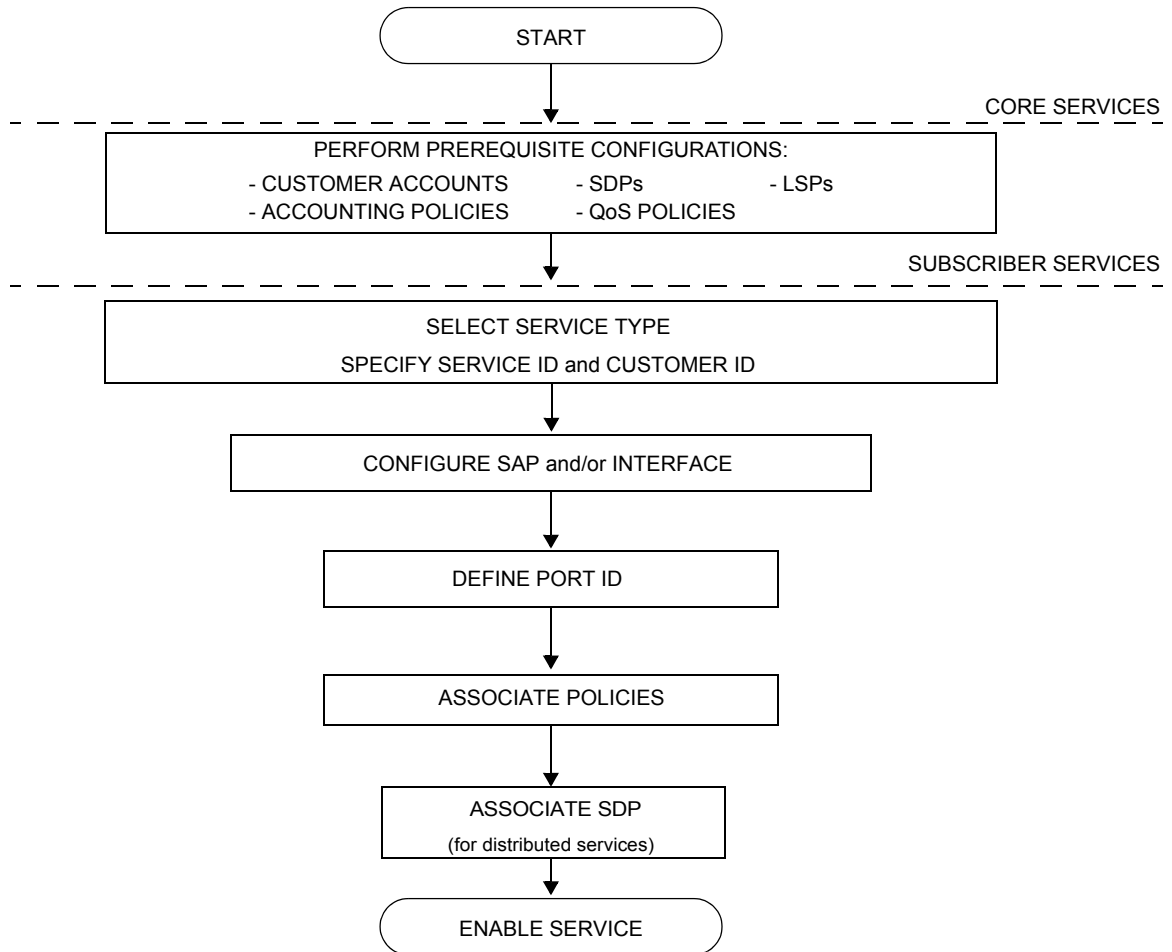 START
CORE SERVICES
PERFORM PREREQUISITE CONFIGURATIONS:
- CUSTOMER ACCOUNTS - SDPs - LSPs
- ACCOUNTING POLICIES - QoS POLICIES
SUBSCRIBER SERVICES
SELECT SERVICE TYPE
SPECIFY SERVICE ID and CUSTOMER ID
CONFIGURE SAP and/or INTERFACE
DEFINE PORT ID
ASSOCIATE POLICIES
ASSOCIATE SDP
(for distributed services)
ENABLE SERVICE